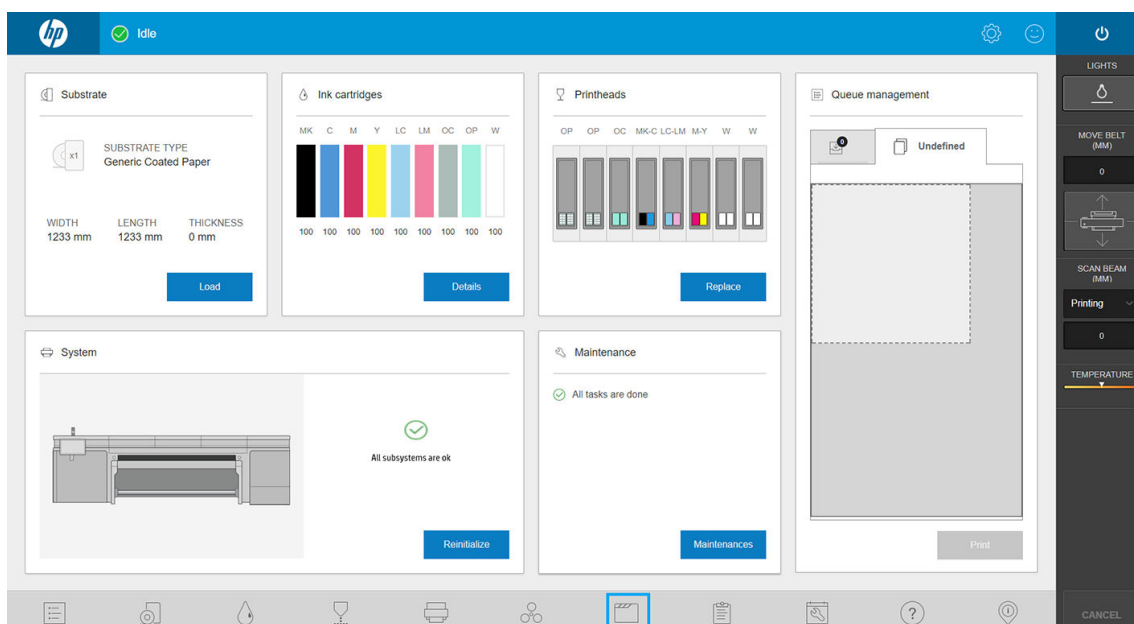 hp
Idle
LIGHTS
MOVE BELT
(MM)
0
SCAN BEAM
(MM)
Printing
0
TEMPERATURE
CANCEL
Substrate
x1
SUBSTRATE TYPE
Generic Coated Paper
WIDTH LENGTH THICKNESS
1233 mm 1233 mm 0 mm
Load
Ink cartridges
MK C M Y LC LM OC OP W
100 100 100 100 100 100 100 100 100
Details
Printheads
OP OP OC MK-C LC-LM M-Y W W
Replace
Queue management
0
Undefined
Print
System
All subsystems are ok
Reinitialize
Maintenance
All tasks are done
Maintenances
?